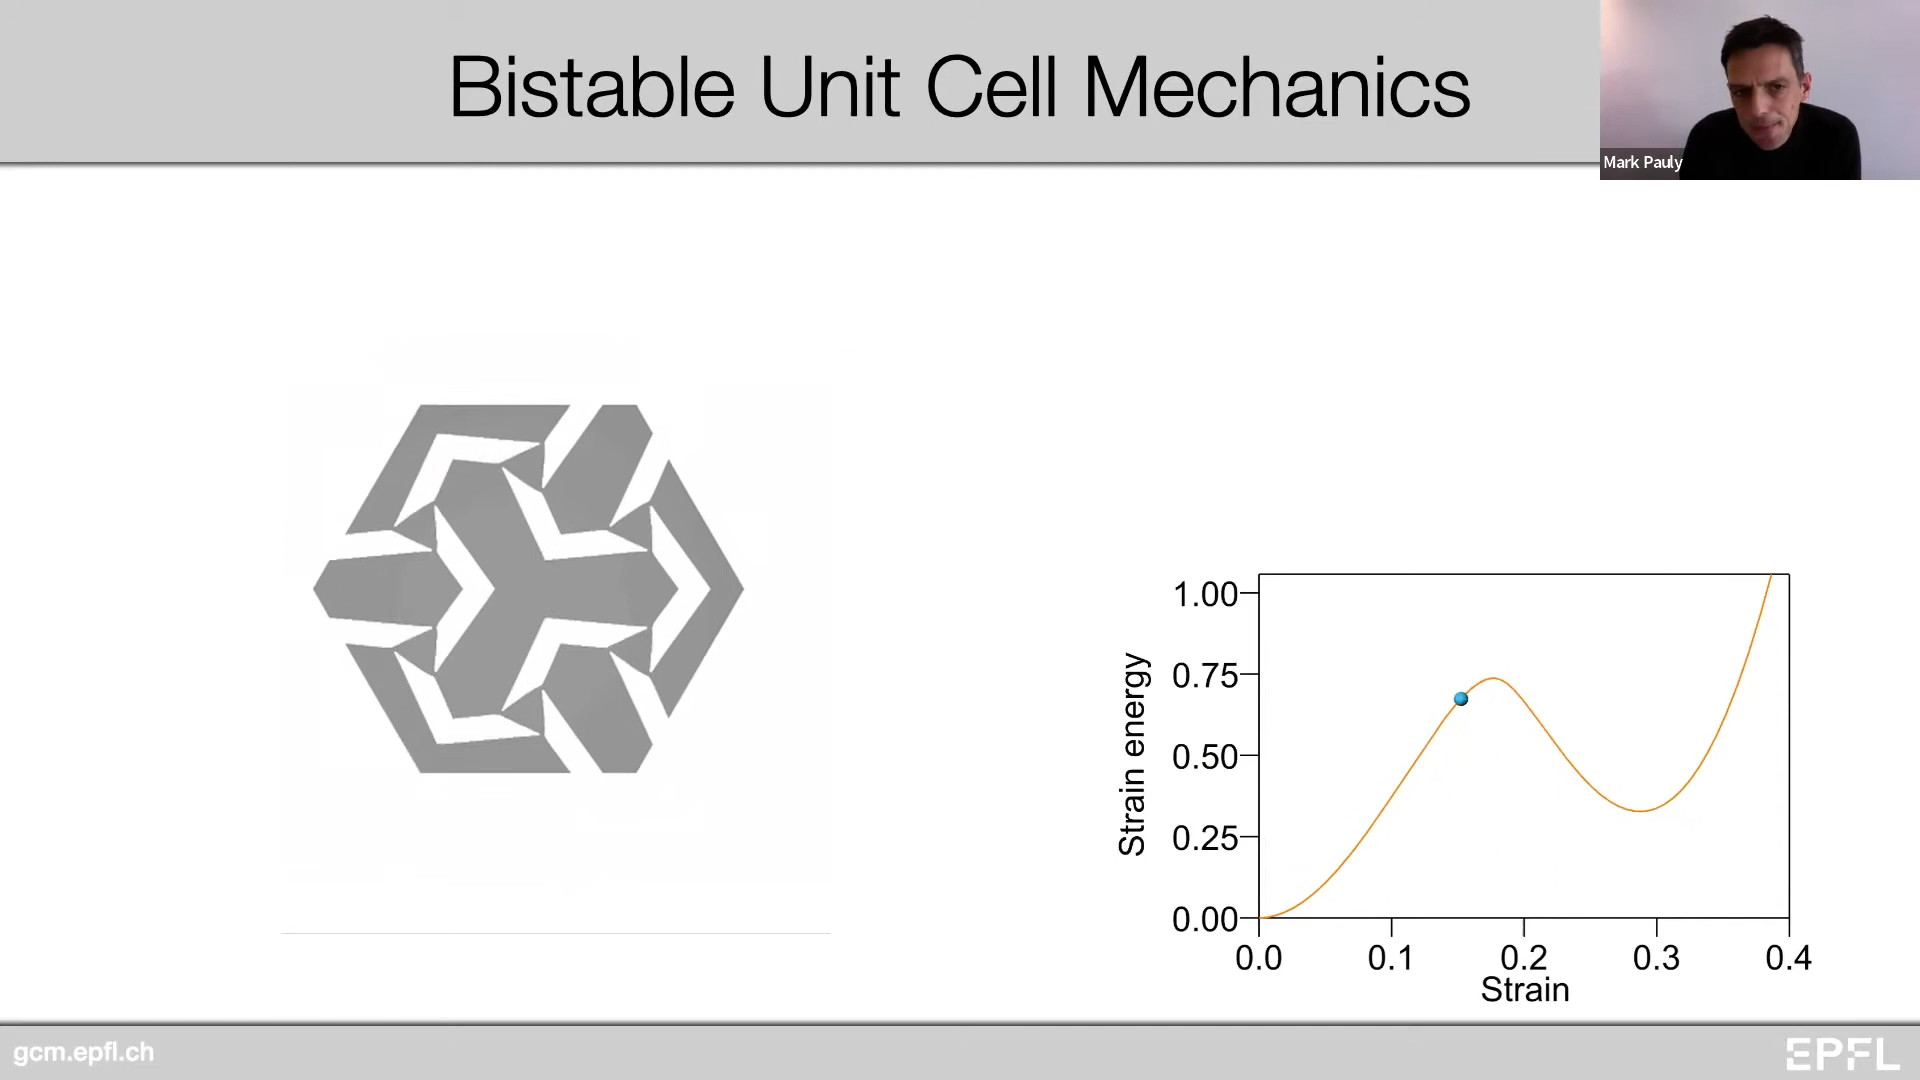 Bistable Unit Cell Mechanics
Mark Pauly
1.00
0.75
0.50
0.25
0.00
Strain energy
0.0 0.1 0.2 0.3 0.4
Strain
gcm.epfl.ch
EPFL